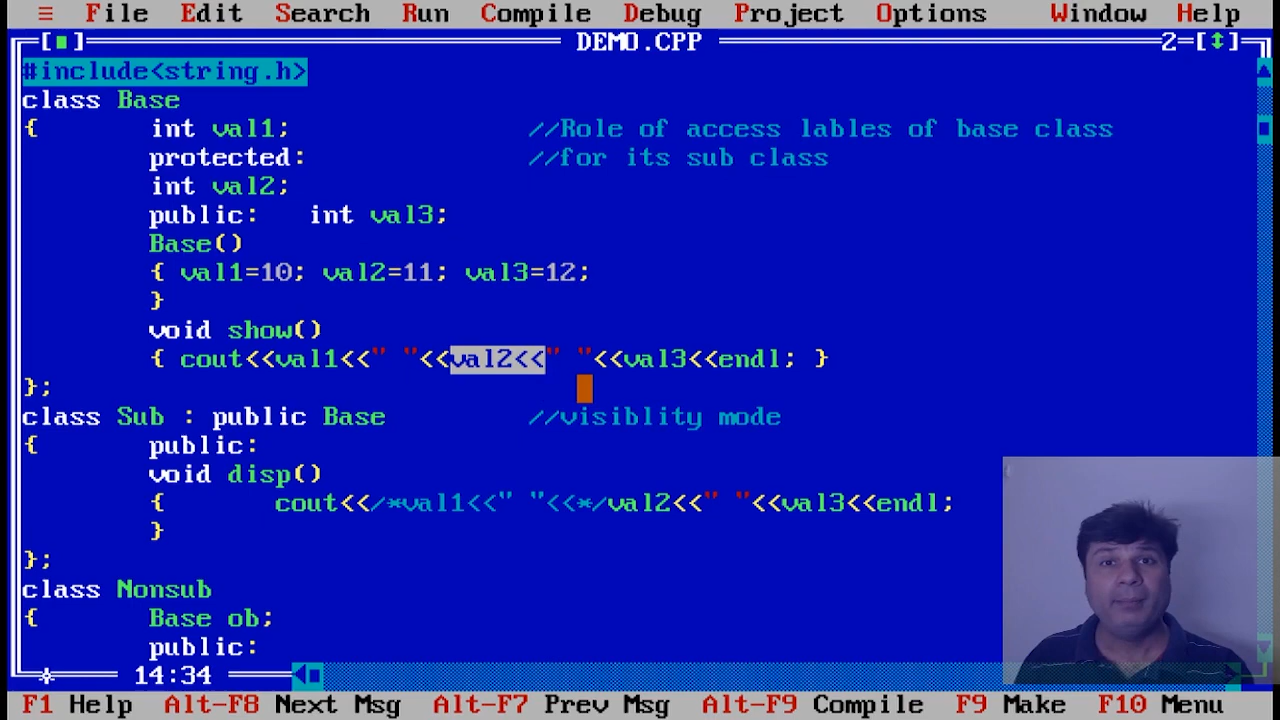 ≡ File Edit Search Run Compile Debug Project Options Window Help
[■] DEMO.CPP 2=[↕]
#include<string.h>
class Base
{ int val1; //Role of access lables of base class
protected: //for its sub class
int val2;
public: int val3;
Base()
{ val1=10; val2=11; val3=12;
}
void show()
{ cout<<val1<<" "<<val2<<" "<<val3<<endl; }
};
class Sub : public Base //visiblity mode
{ public:
void disp()
{ cout<</*val1<<" "<<*/val2<<" "<<val3<<endl;
}
};
class Nonsub
{ Base ob;
public:
14:34
F1 Help Alt-F8 Next Msg Alt-F7 Prev Msg Alt-F9 Compile F9 Make F10 Menu